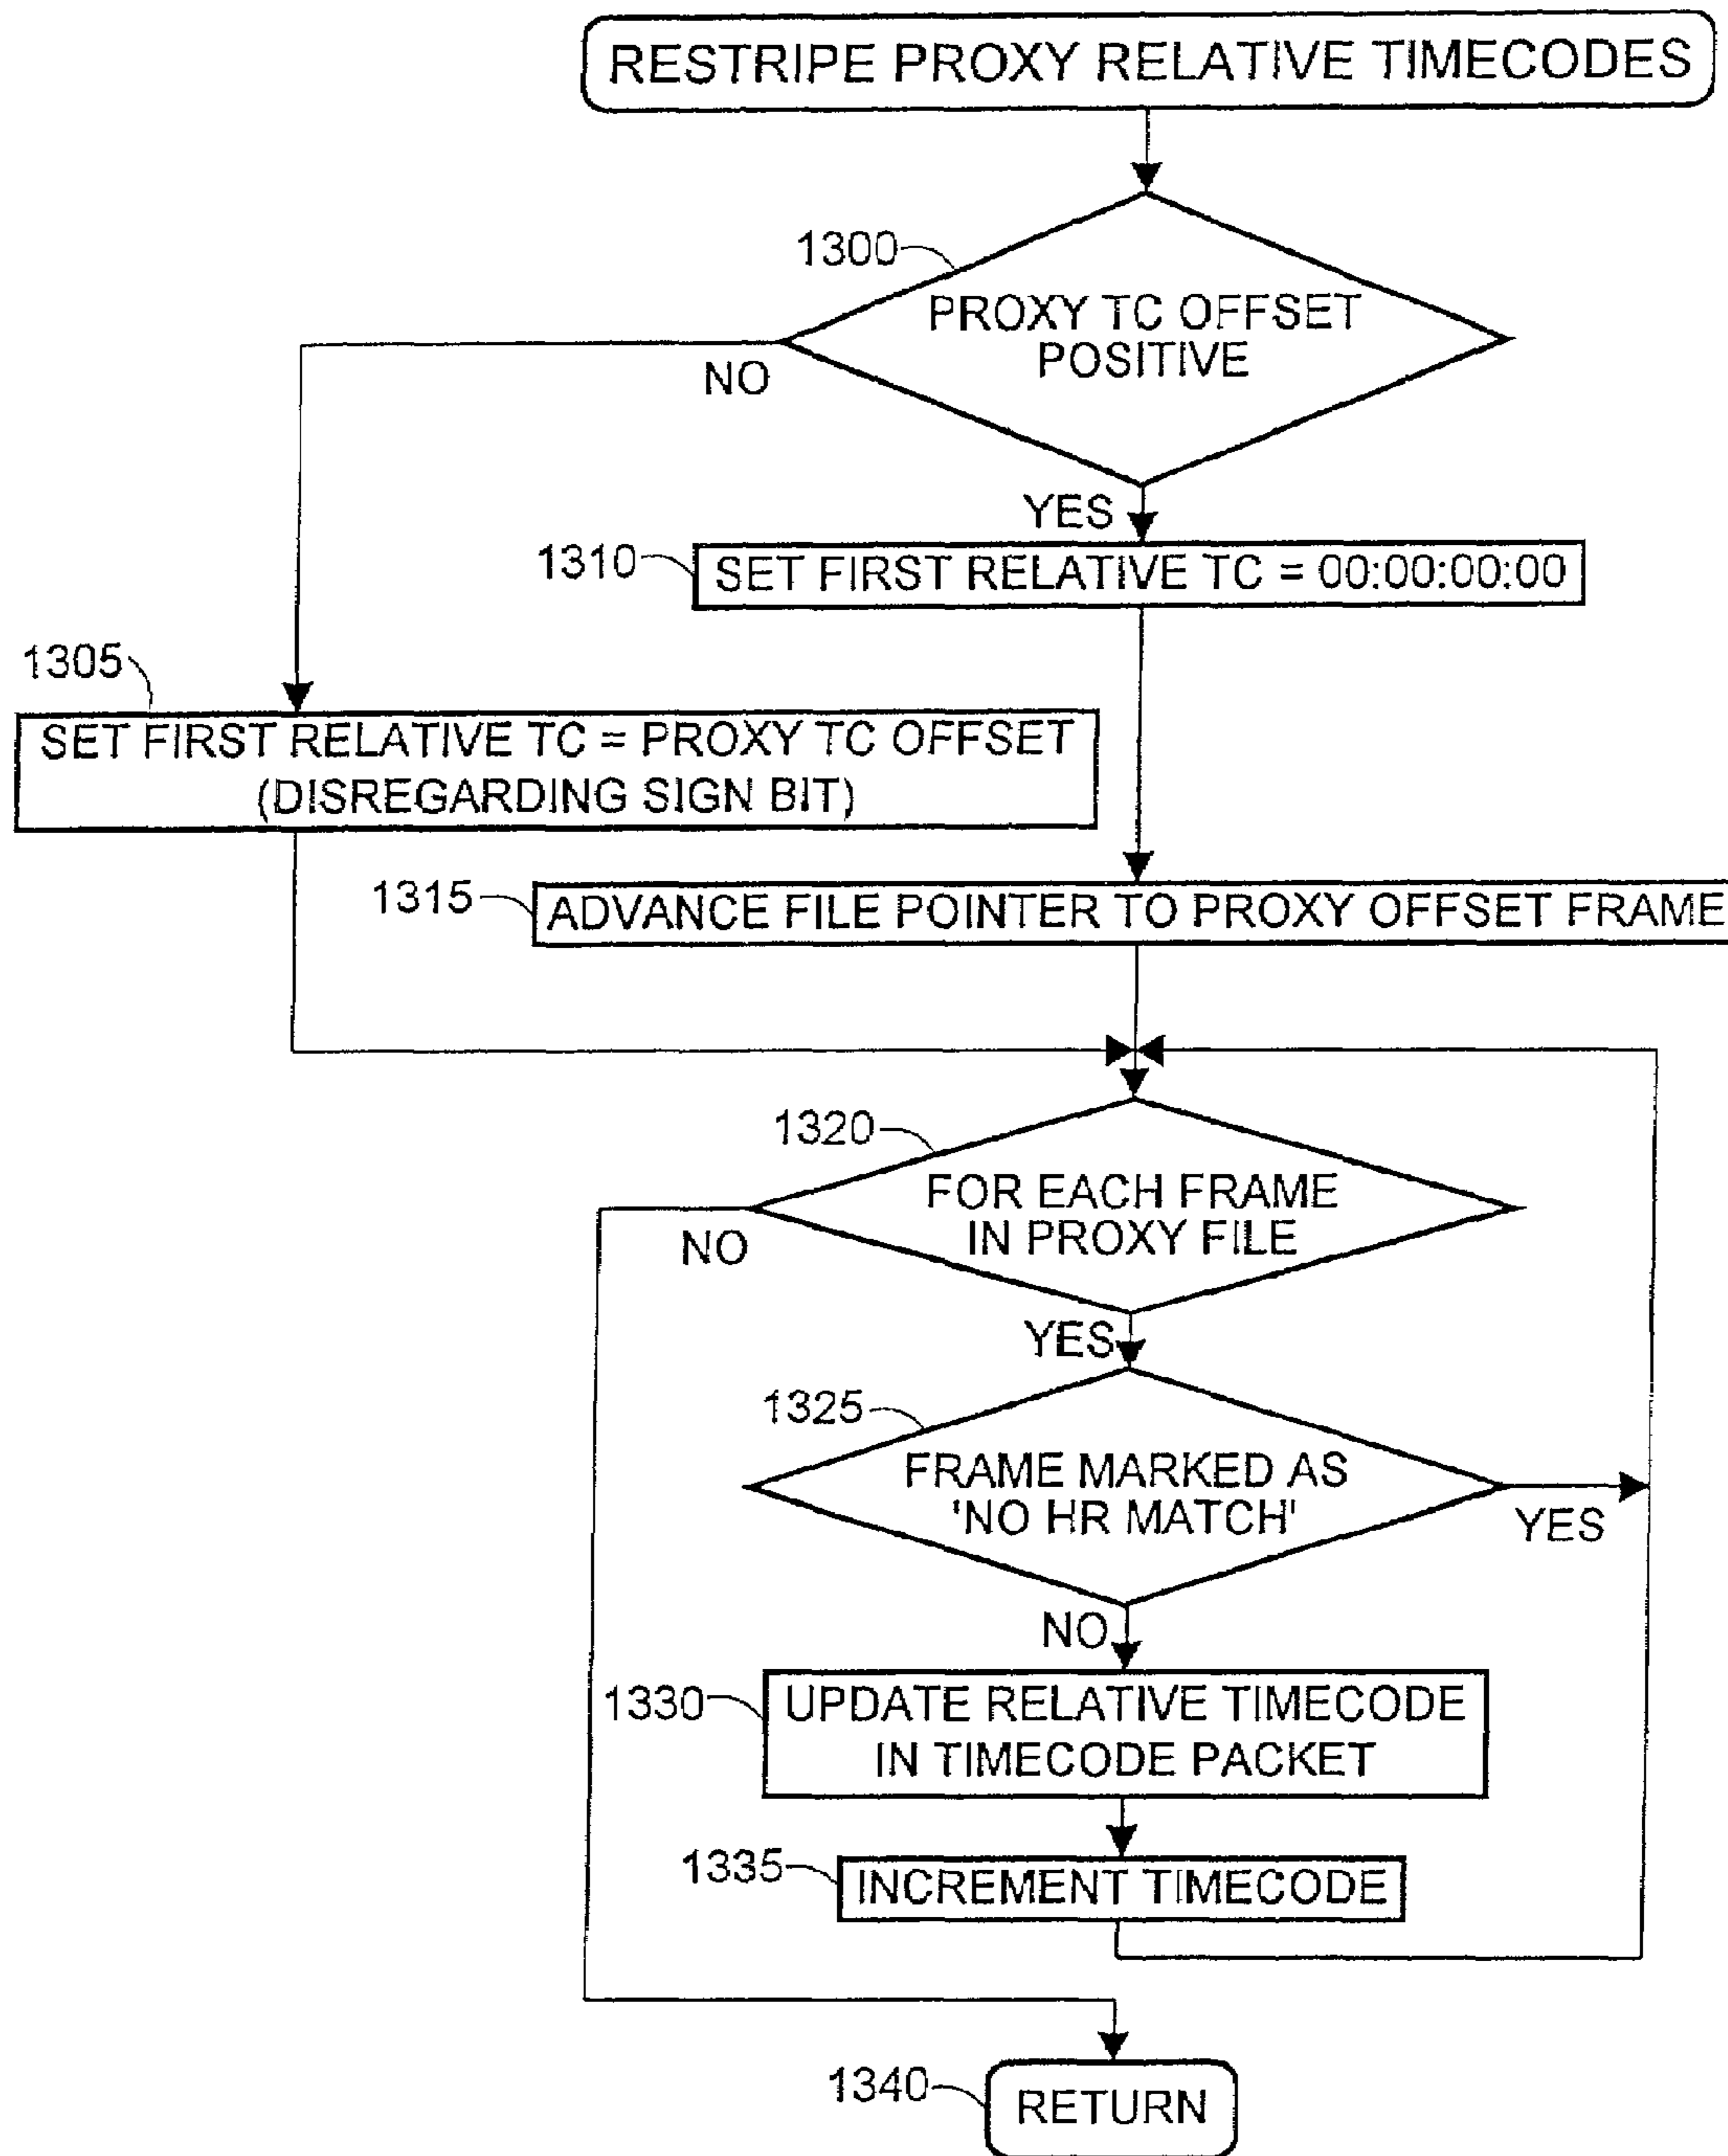 RESTRIPE PROXY RELATIVE TIMECODES
1300
PROXY TC OFFSET
POSITIVE
NO
YES
1310
SET FIRST RELATIVE TC = 00:00:00:00
1305
SET FIRST RELATIVE TC = PROXY TC OFFSET
(DISREGARDING SIGN BIT)
1315
ADVANCE FILE POINTER TO PROXY OFFSET FRAME
1320
FOR EACH FRAME
IN PROXY FILE
NO
YES
1325
FRAME MARKED AS
'NO HR MATCH'
YES
NO
1330
UPDATE RELATIVE TIMECODE
IN TIMECODE PACKET
1335
INCREMENT TIMECODE
1340
RETURN